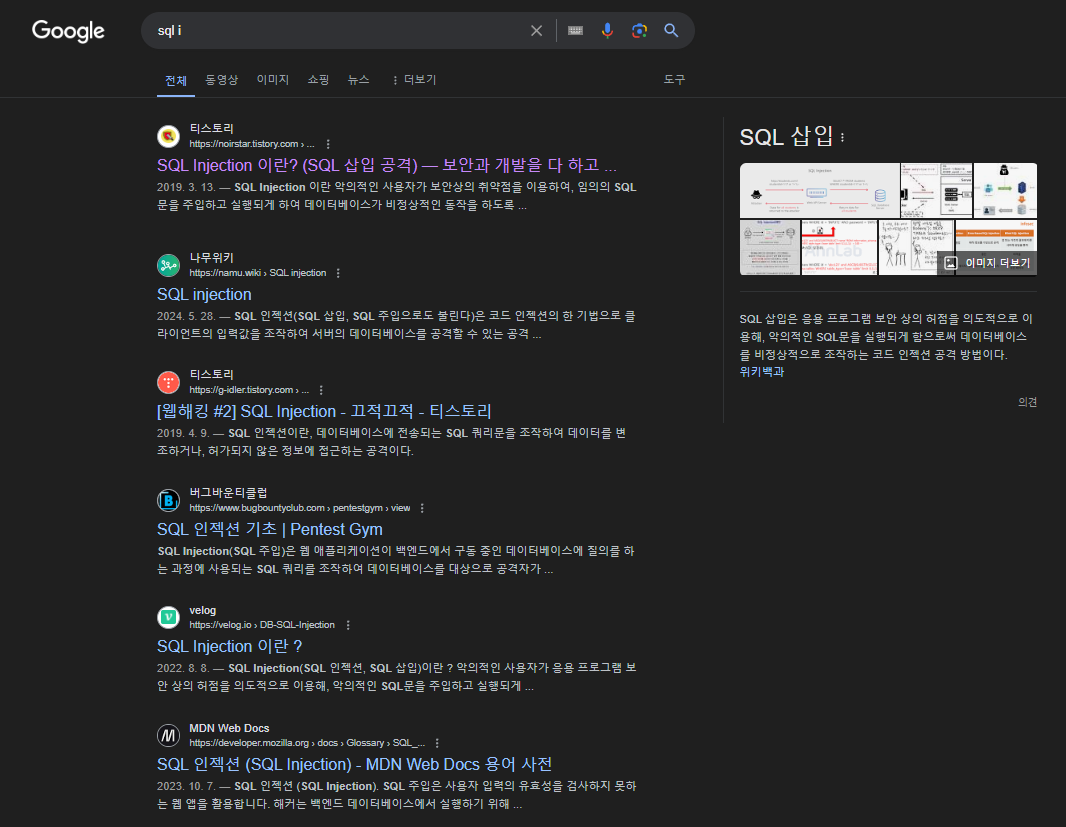 Google
sql i
전체
동영상
이미지
쇼핑
뉴스
더보기
도구
티스토리
https://noirstar.tistory.com › ...
SQL Injection 이란? (SQL 삽입 공격) — 보안과 개발을 다 하고 ...
2019. 3. 13. — SQL Injection 이란 악의적인 사용자가 보안상의 취약점을 이용하여, 임의의 SQL
문을 주입하고 실행되게 하여 데이터베이스가 비정상적인 동작을 하도록 ...
나무위키
https://namu.wiki › SQL injection
SQL injection
2024. 5. 28. — SQL 인젝션(SQL 삽입, SQL 주입으로도 불린다)은 코드 인젝션의 한 기법으로 클
라이언트의 입력값을 조작하여 서버의 데이터베이스를 공격할 수 있는 공격 ...
티스토리
https://g-idler.tistory.com › ...
[웹해킹 #2] SQL Injection - 끄적끄적 - 티스토리
2019. 4. 9. — SQL 인젝션이란, 데이터베이스에 전송되는 SQL 쿼리문을 조작하여 데이터를 변
조하거나, 허가되지 않은 정보에 접근하는 공격이다.
버그바운티클럽
https://www.bugbountyclub.com › pentestgym › view
SQL 인젝션 기초 | Pentest Gym
SQL Injection(SQL 주입)은 웹 애플리케이션이 백엔드에서 구동 중인 데이터베이스에 질의를 하
는 과정에 사용되는 SQL 쿼리를 조작하여 데이터베이스를 대상으로 공격자가 ...
velog
https://velog.io › DB-SQL-Injection
SQL Injection 이란 ?
2022. 8. 8. — SQL Injection(SQL 인젝션, SQL 삽입)이란 ? 악의적인 사용자가 응용 프로그램 보
안 상의 허점을 의도적으로 이용해, 악의적인 SQL문을 주입하고 실행되게 ...
MDN Web Docs
https://developer.mozilla.org › docs › Glossary › SQL_...
SQL 인젝션 (SQL Injection) - MDN Web Docs 용어 사전
2023. 10. 7. — SQL 인젝션 (SQL Injection). SQL 주입은 사용자 입력의 유효성을 검사하지 못하
는 웹 앱을 활용합니다. 해커는 백엔드 데이터베이스에서 실행하기 위해 ...
SQL 삽입
AhnLab
이미지 더보기
SQL 삽입은 응용 프로그램 보안 상의 허점을 의도적으로 이
용해, 악의적인 SQL문을 실행되게 함으로써 데이터베이스
를 비정상적으로 조작하는 코드 인젝션 공격 방법이다.
위키백과
의견